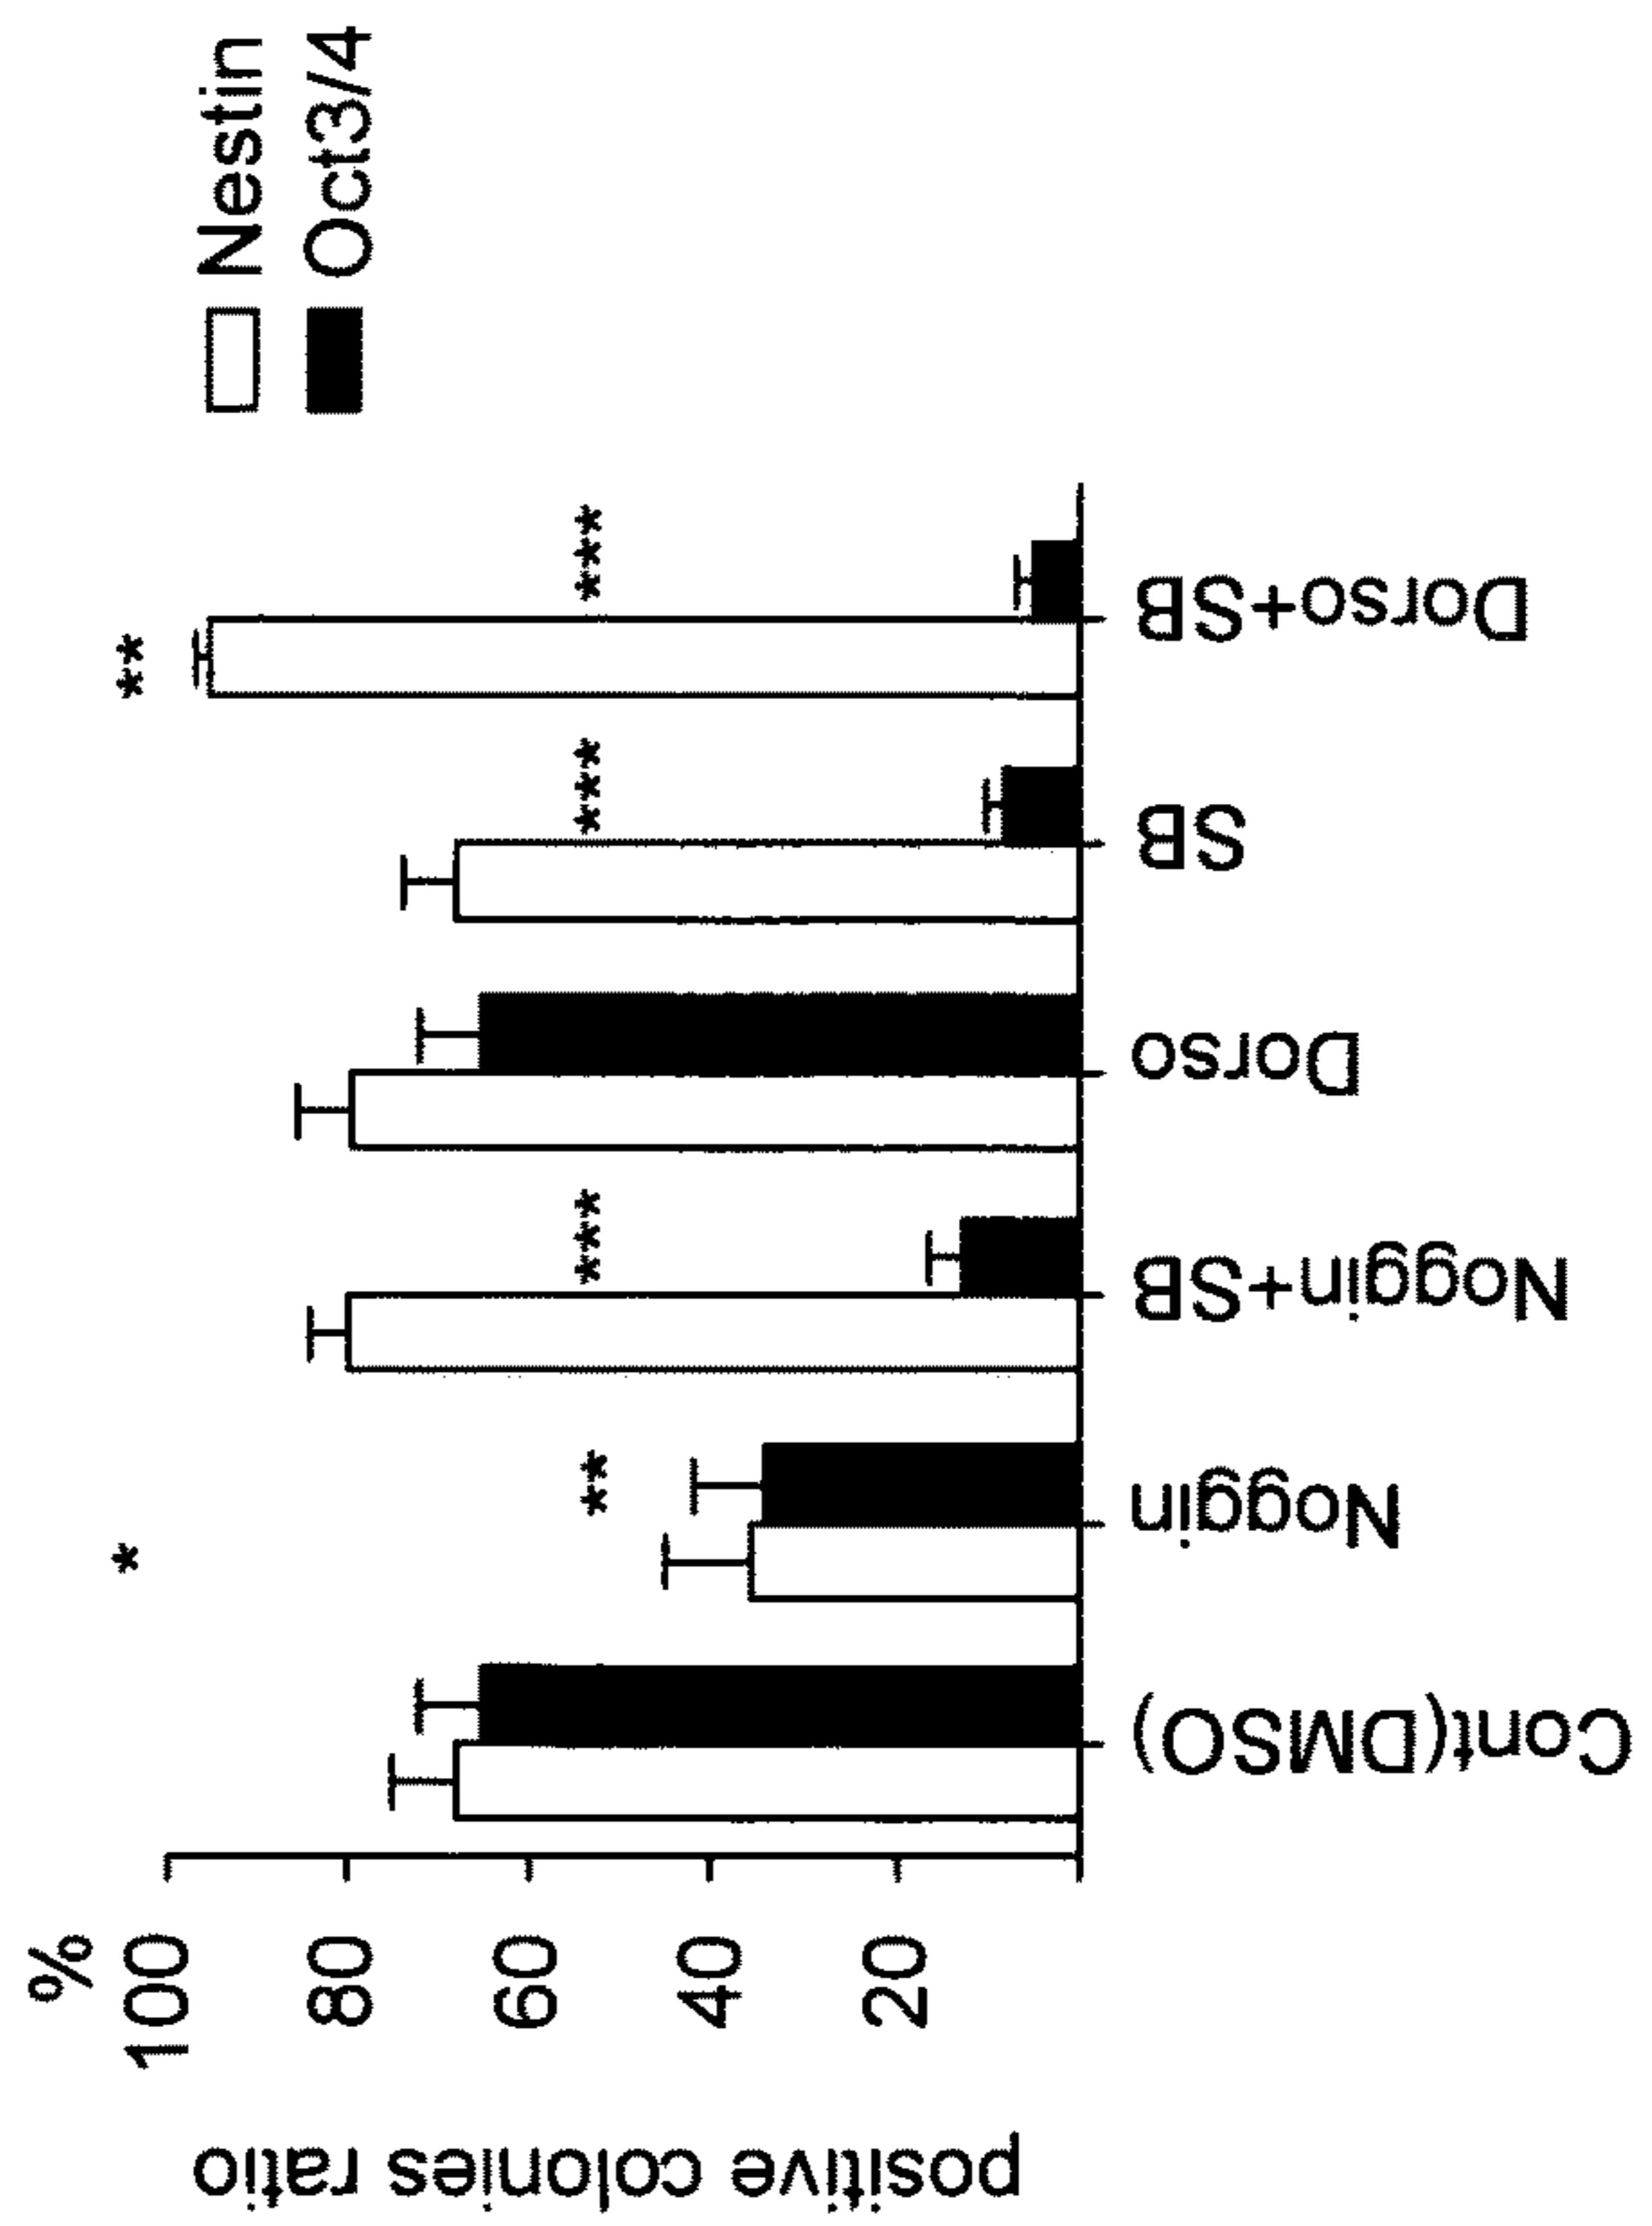 %
100
80
60
40
20
positive colonies ratio
Nestin
Oct3/4
*
**
***
***
***
**
Cont(DMSO)
Noggin
Noggin+SB
Dorso
SB
Dorso+SB